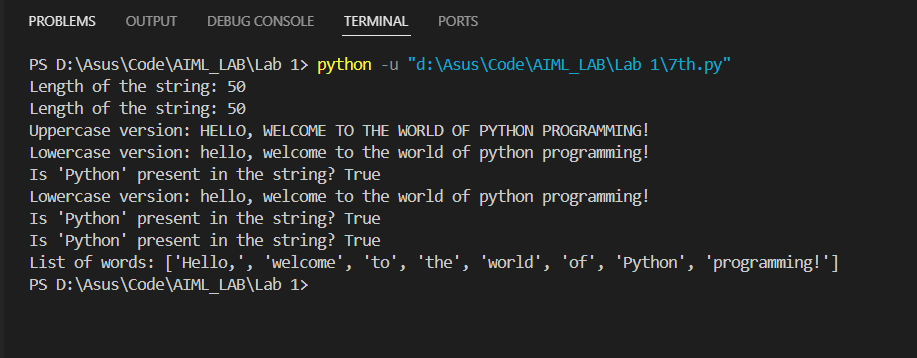 PROBLEMS OUTPUT DEBUG CONSOLE TERMINAL PORTS
PS D:\Asus\Code\AIML_LAB\Lab 1> python -u "d:\Asus\Code\AIML_LAB\Lab 1\7th.py"
Length of the string: 50
Length of the string: 50
Uppercase version: HELLO, WELCOME TO THE WORLD OF PYTHON PROGRAMMING!
Lowercase version: hello, welcome to the world of python programming!
Is 'Python' present in the string? True
Lowercase version: hello, welcome to the world of python programming!
Is 'Python' present in the string? True
Is 'Python' present in the string? True
List of words: ['Hello,', 'welcome', 'to', 'the', 'world', 'of', 'Python', 'programming!']
PS D:\Asus\Code\AIML_LAB\Lab 1>